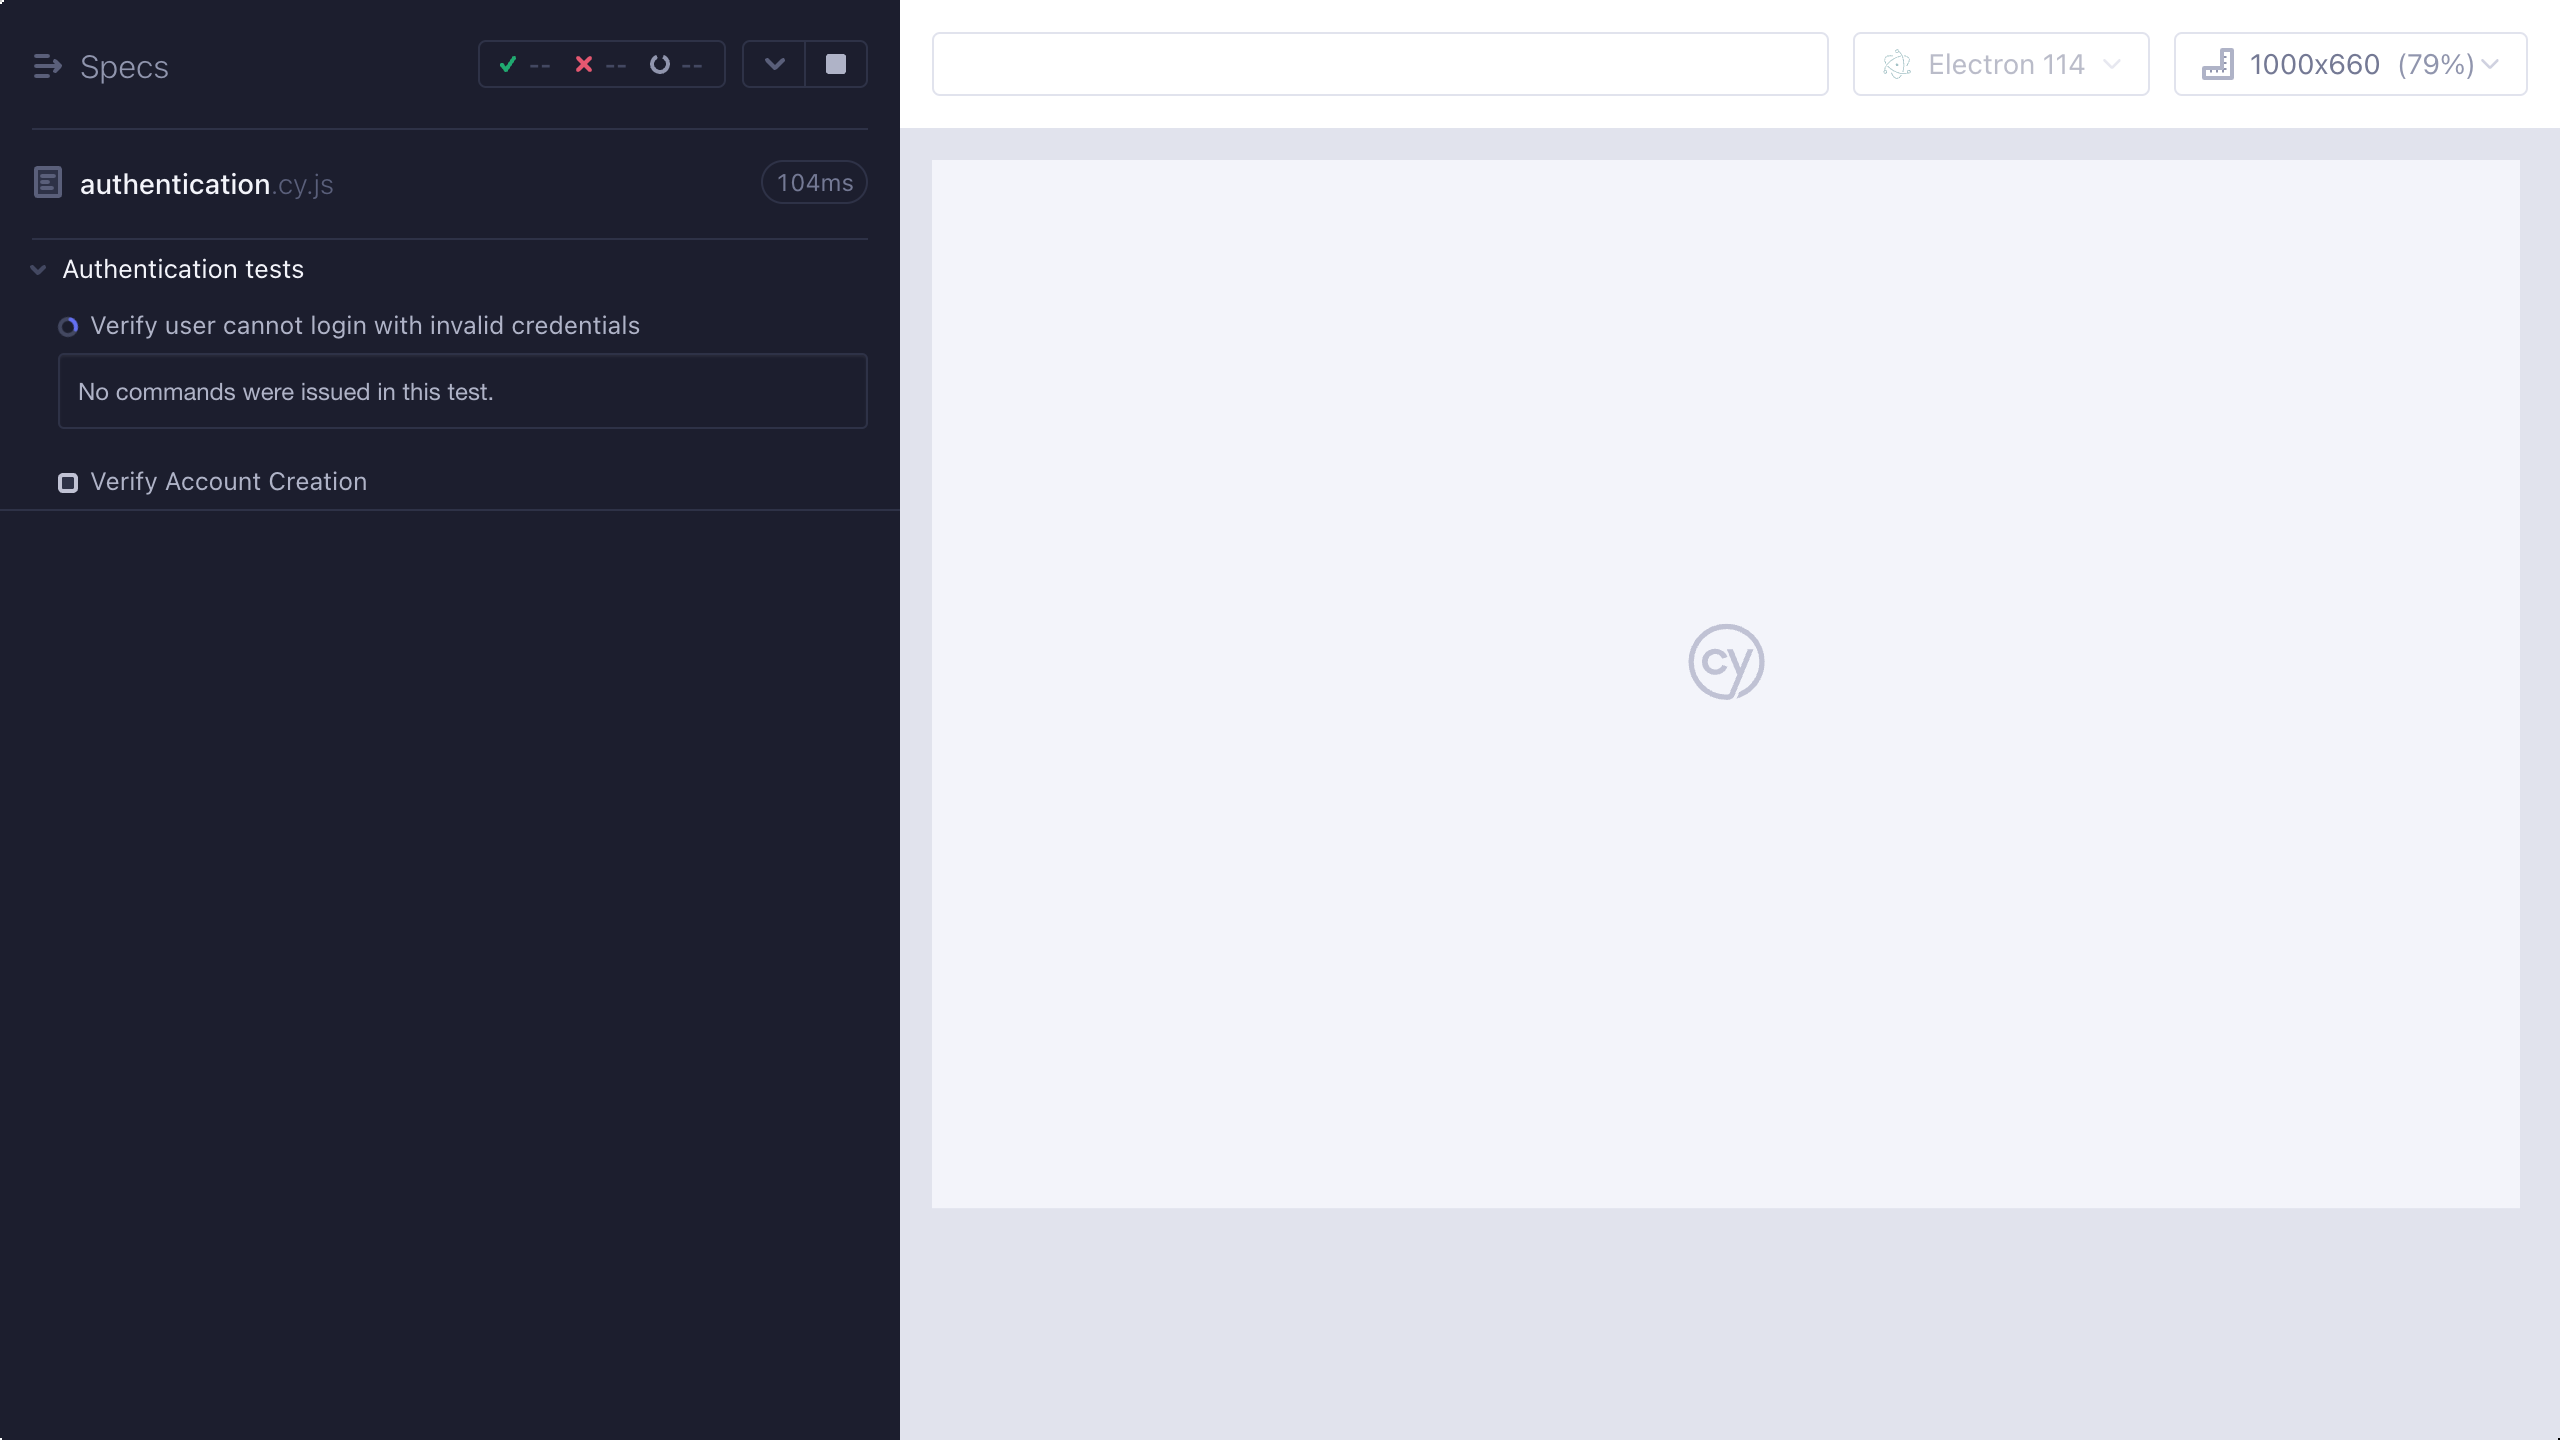 Specs
-- -- --
authentication.cy.js
104ms
Authentication tests
Verify user cannot login with invalid credentials
No commands were issued in this test.
Verify Account Creation
Electron 114
1000x660 (79%)
cy